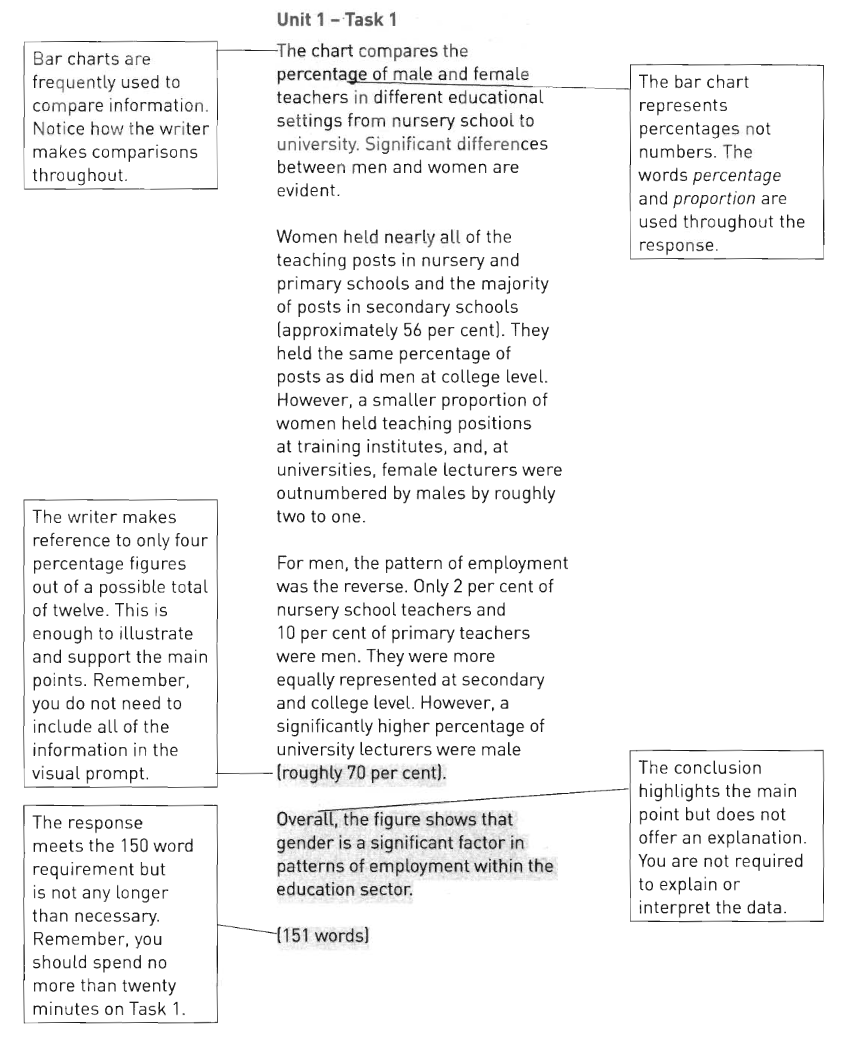 Unit 1 – Task 1
Bar charts are
frequently used to
compare information.
Notice how the writer
makes comparisons
throughout.
The chart compares the
percentage of male and female
teachers in different educational
settings from nursery school to
university. Significant differences
between men and women are
evident.
The bar chart
represents
percentages not
numbers. The
words percentage
and proportion are
used throughout the
response.
Women held nearly all of the
teaching posts in nursery and
primary schools and the majority
of posts in secondary schools
(approximately 56 per cent). They
held the same percentage of
posts as did men at college level.
However, a smaller proportion of
women held teaching positions
at training institutes, and, at
universities, female lecturers were
outnumbered by males by roughly
two to one.
The writer makes
reference to only four
percentage figures
out of a possible total
of twelve. This is
enough to illustrate
and support the main
points. Remember,
you do not need to
include all of the
information in the
visual prompt.
For men, the pattern of employment
was the reverse. Only 2 per cent of
nursery school teachers and
10 per cent of primary teachers
were men. They were more
equally represented at secondary
and college level. However, a
significantly higher percentage of
university lecturers were male
(roughly 70 per cent).
The conclusion
highlights the main
point but does not
offer an explanation.
You are not required
to explain or
interpret the data.
Overall, the figure shows that
gender is a significant factor in
patterns of employment within the
education sector.
The response
meets the 150 word
requirement but
is not any longer
than necessary.
Remember, you
should spend no
more than twenty
minutes on Task 1.
(151 words)